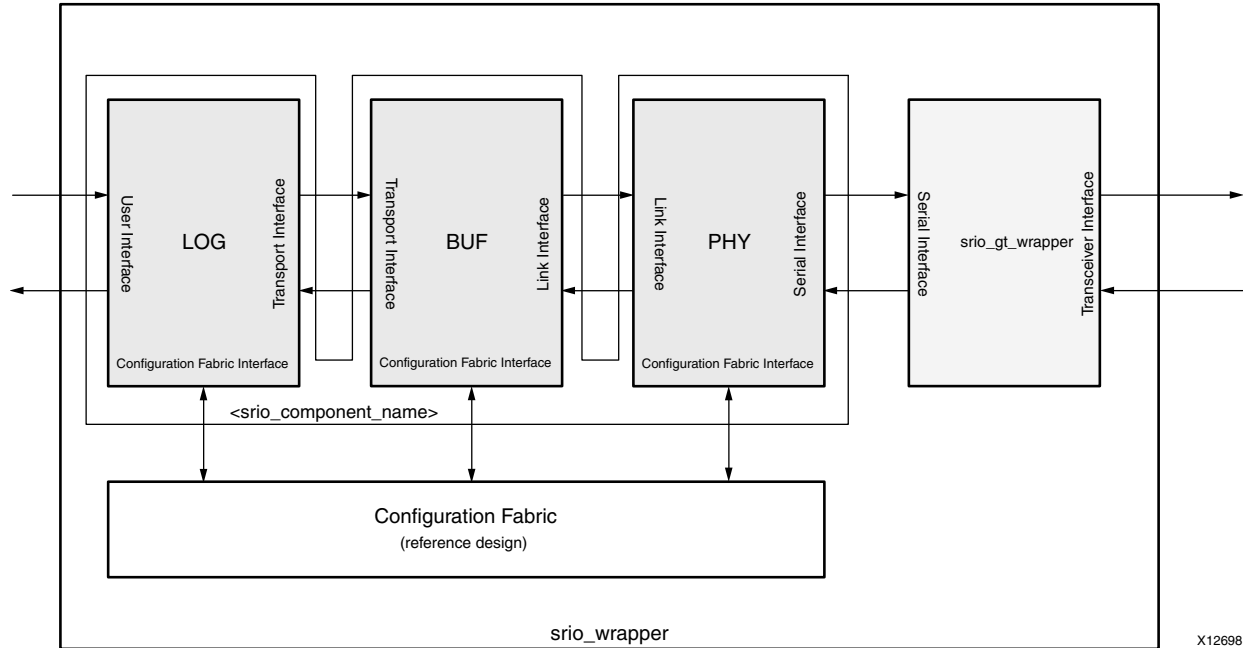 User Interface
LOG
Transport Interface
Configuration Fabric Interface
Transport Interface
BUF
Link Interface
Configuration Fabric Interface
Link Interface
PHY
Serial Interface
Configuration Fabric Interface
Serial Interface
srio_gt_wrapper
Transceiver Interface
<srio_component_name>
Configuration Fabric
(reference design)
srio_wrapper
X12698